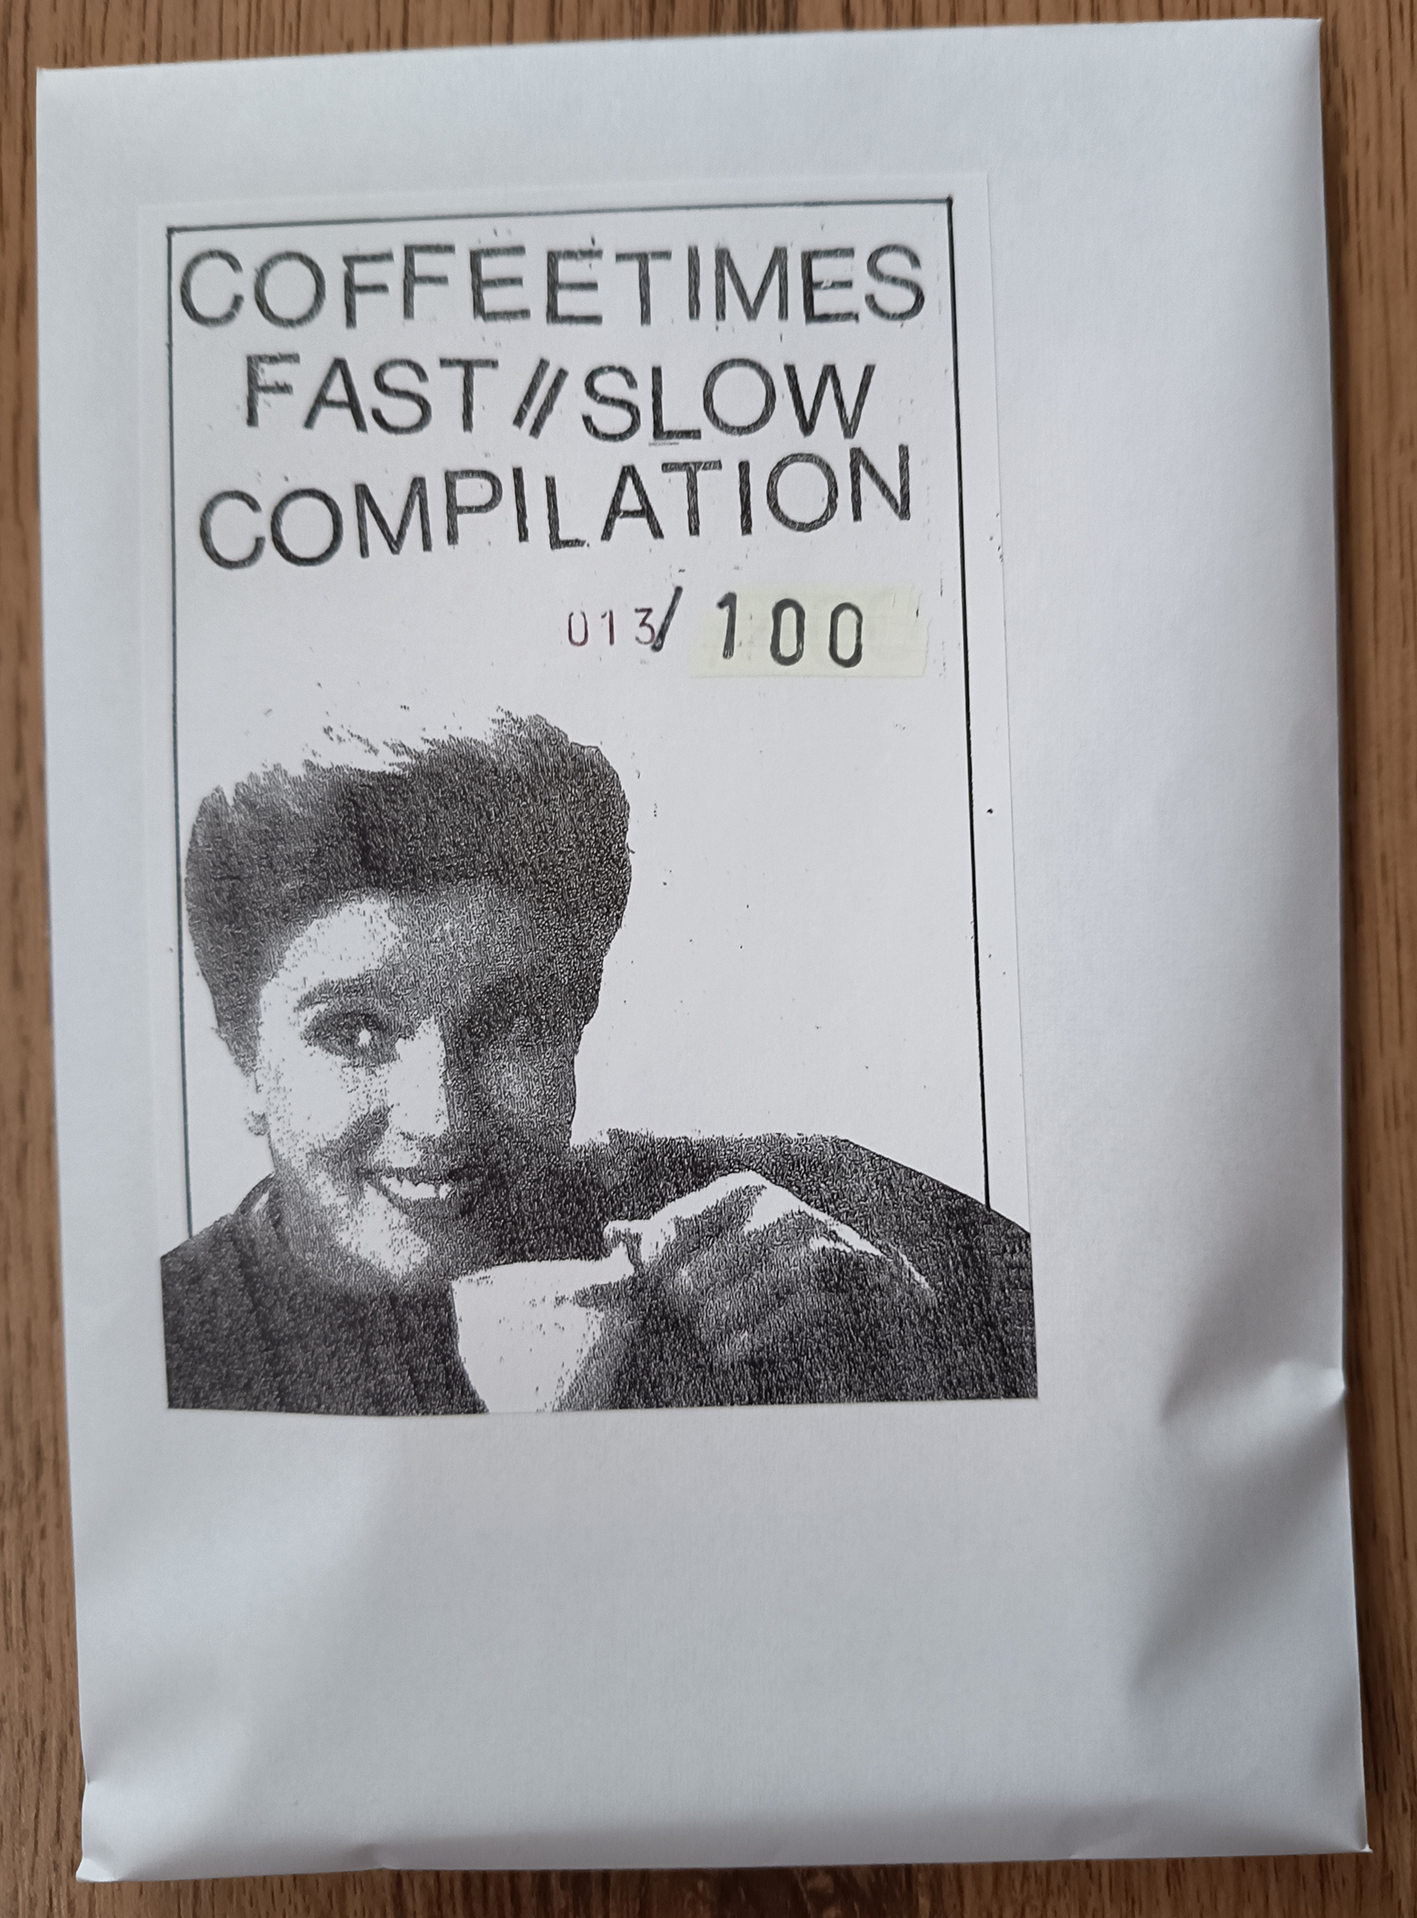 COFFEETIMES
FAST//SLOW
COMPILATION
013/100